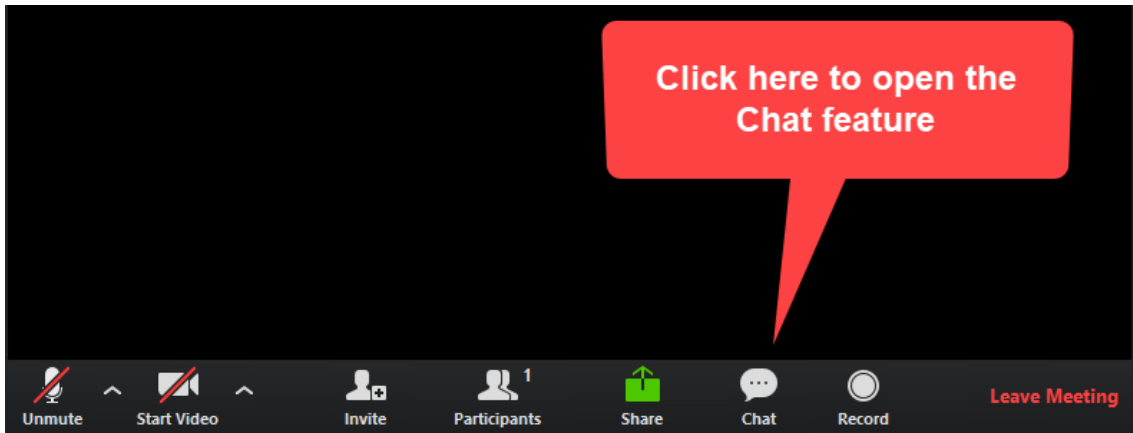 Click here to open the
Chat feature
1
Unmute
Start Video
Invite
Participants
Share
Chat
Record
Leave Meeting